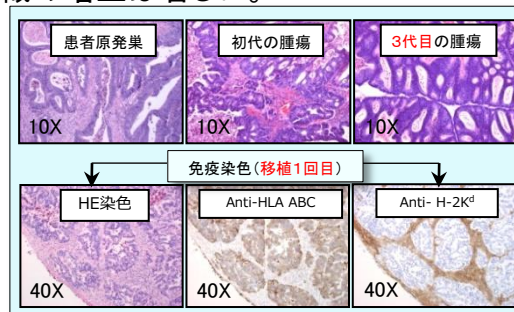 患者原発巣
初代の腫瘍
3代目の腫瘍
10X
10X
10X
免疫染色(移植1回目)
HE染色
Anti-HLA ABC
Anti- H-2Kd
40X
40X
40X